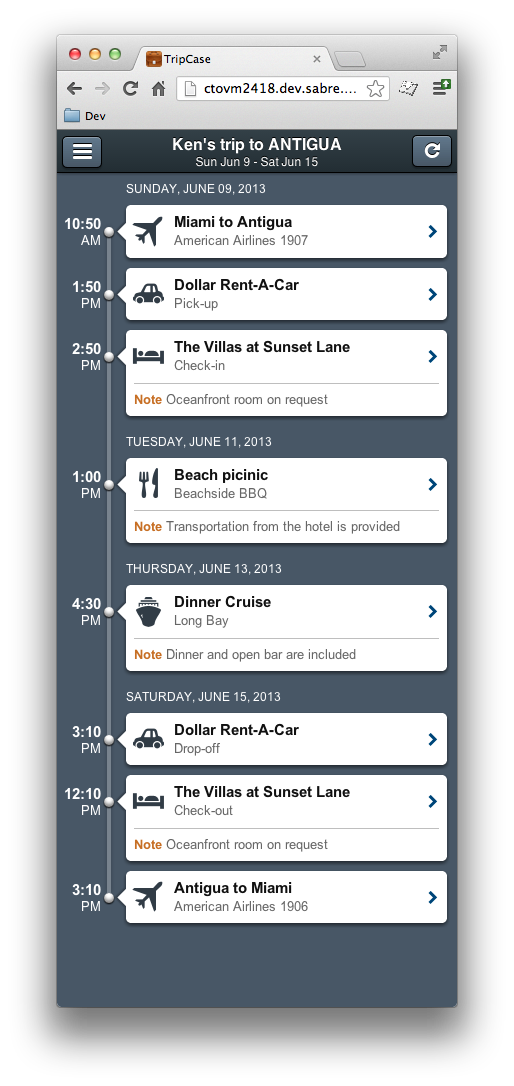 TripCase
ctovm2418.dev.sabre....
Dev
Ken's trip to ANTIGUA
Sun Jun 9 - Sat Jun 15
SUNDAY, JUNE 09, 2013
10:50
AM
Miami to Antigua
American Airlines 1907
1:50
PM
Dollar Rent-A-Car
Pick-up
2:50
PM
The Villas at Sunset Lane
Check-in
Note Oceanfront room on request
TUESDAY, JUNE 11, 2013
1:00
PM
Beach picinic
Beachside BBQ
Note Transportation from the hotel is provided
THURSDAY, JUNE 13, 2013
4:30
PM
Dinner Cruise
Long Bay
Note Dinner and open bar are included
SATURDAY, JUNE 15, 2013
3:10
PM
Dollar Rent-A-Car
Drop-off
12:10
PM
The Villas at Sunset Lane
Check-out
Note Oceanfront room on request
3:10
PM
Antigua to Miami
American Airlines 1906